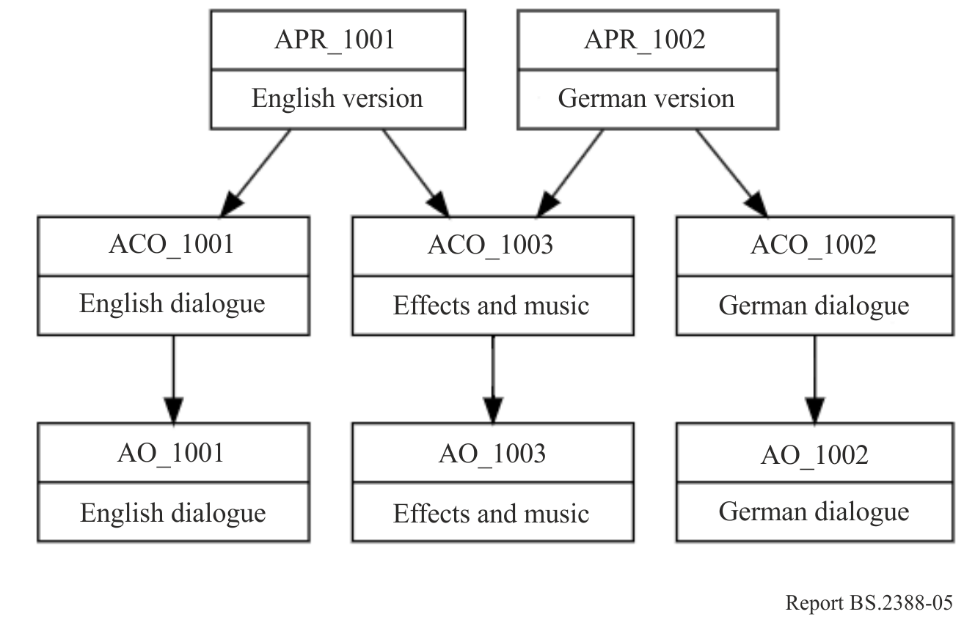 APR_1001
English version
APR_1002
German version
ACO_1001
English dialogue
ACO_1003
Effects and music
ACO_1002
German dialogue
AO_1001
English dialogue
AO_1003
Effects and music
AO_1002
German dialogue
Report BS.2388-05